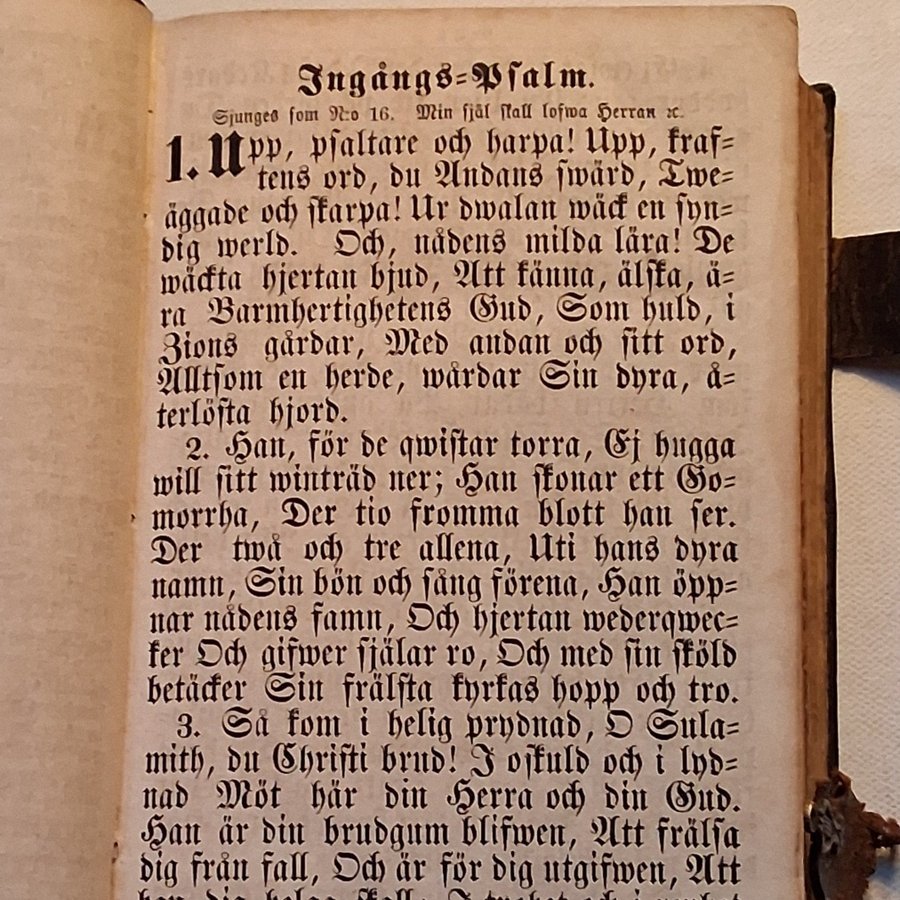 Ingångs-Psalm.
Sjunges som N:o 16. Min själ skall lofwa Herran ꝛc.
1. Upp, psaltare och harpa! Upp, kraf-
tens ord, du Andans swärd, Twe-
äggade och skarpa! Ur dwalan wäck en syn-
dig werld. Och, nådens milda lära! De
wäckta hjertan bjud, Att känna, älska, ä-
ra Barmhertighetens Gud, Som huld, i
Zions gårdar, Med andan och sitt ord,
Alltsom en herde, wårdar Sin dyra, å-
terlösta hjord.
2. Han, för de qwistar torra, Ej hugga
will sitt winträd ner; Han skonar ett Go-
morrha, Der tio fromma blott han ser.
Der twå och tre allena, Uti hans dyra
namn, Sin bön och sång förena, Han öpp-
nar nådens famn, Och hjertan wederqwec-
ker Och gifwer själar ro, Och med sin sköld
betäcker Sin frälsta kyrkas hopp och tro.
3. Så kom i helig prydnad, O Sula-
mith, du Christi brud! I oskuld och i lyd-
nad Möt här din Herra och din Gud.
Han är din brudgum blifwen, Att frälsa
dig från fall, Och är för dig utgifwen, Att